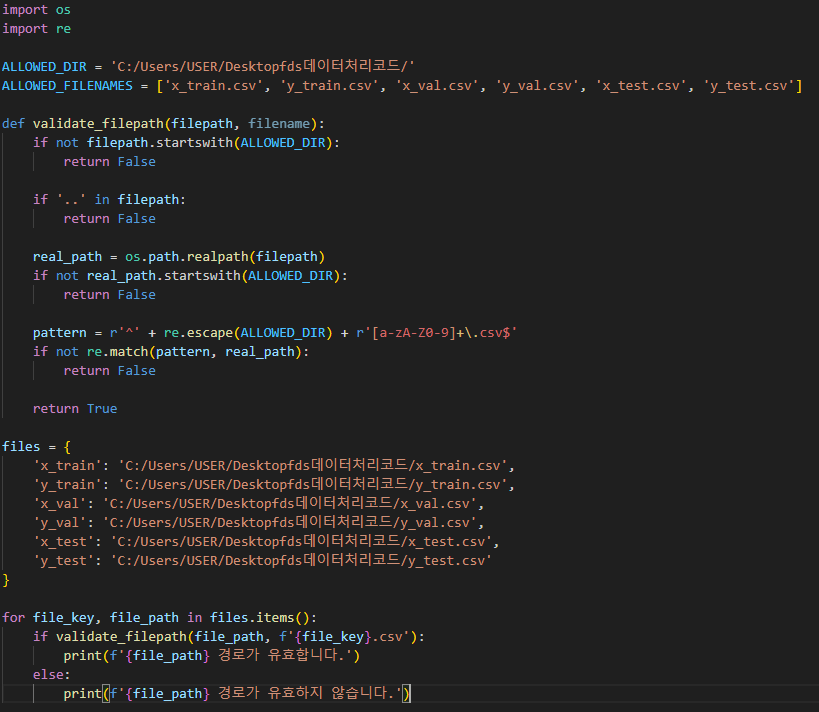 import os
import re
ALLOWED_DIR = 'C:/Users/USER/Desktopfds데이터처리코드/'
ALLOWED_FILENAMES = ['x_train.csv', 'y_train.csv', 'x_val.csv', 'y_val.csv', 'x_test.csv', 'y_test.csv']
def validate_filepath(filepath, filename):
    if not filepath.startswith(ALLOWED_DIR):
        return False
    if '..' in filepath:
        return False
    real_path = os.path.realpath(filepath)
    if not real_path.startswith(ALLOWED_DIR):
        return False
    pattern = r'^' + re.escape(ALLOWED_DIR) + r'[a-zA-Z0-9]+\.csv$'
    if not re.match(pattern, real_path):
        return False
    return True
files = {
    'x_train': 'C:/Users/USER/Desktopfds데이터처리코드/x_train.csv',
    'y_train': 'C:/Users/USER/Desktopfds데이터처리코드/y_train.csv',
    'x_val': 'C:/Users/USER/Desktopfds데이터처리코드/x_val.csv',
    'y_val': 'C:/Users/USER/Desktopfds데이터처리코드/y_val.csv',
    'x_test': 'C:/Users/USER/Desktopfds데이터처리코드/x_test.csv',
    'y_test': 'C:/Users/USER/Desktopfds데이터처리코드/y_test.csv'
}
for file_key, file_path in files.items():
    if validate_filepath(file_path, f'{file_key}.csv'):
        print(f'{file_path} 경로가 유효합니다.')
    else:
        print(f'{file_path} 경로가 유효하지 않습니다.')